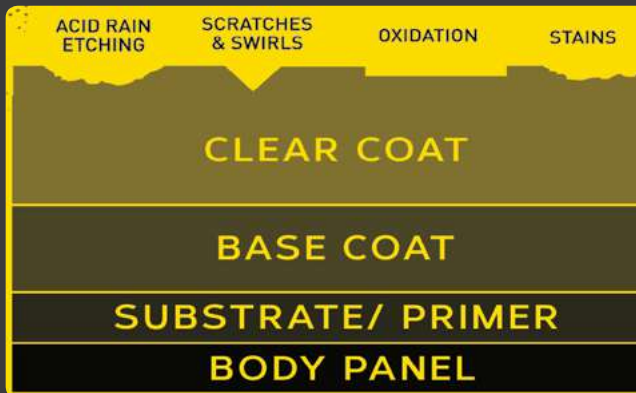 ACID RAIN
ETCHING
SCRATCHES
& SWIRLS
OXIDATION
STAINS
CLEAR COAT
BASE COAT
SUBSTRATE/ PRIMER
BODY PANEL